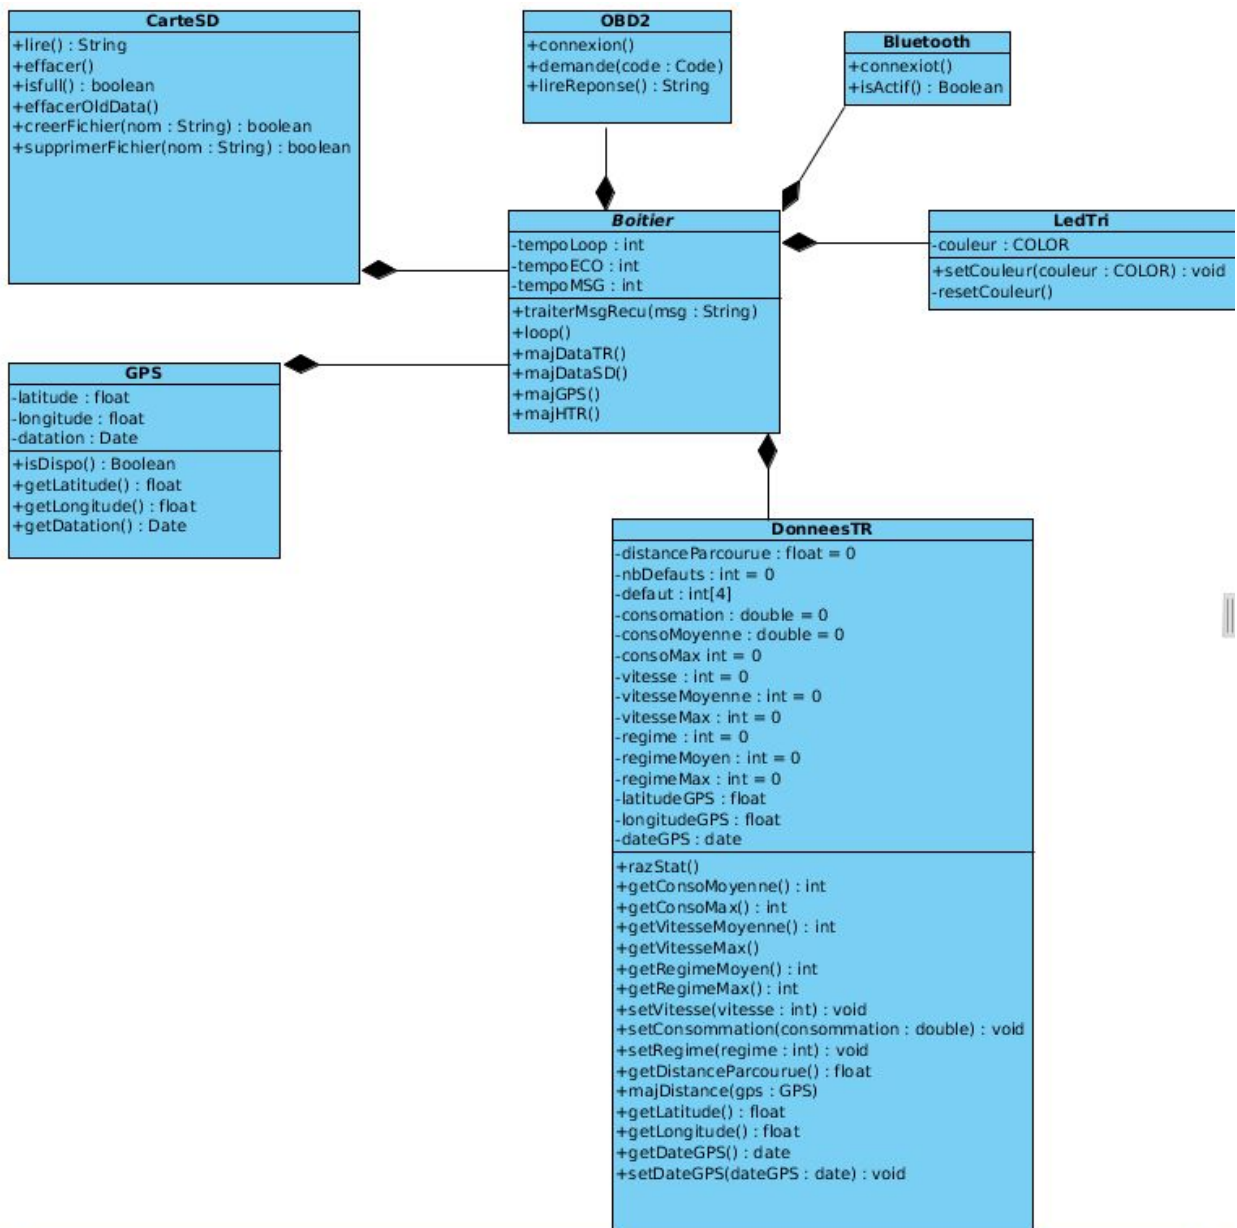 CarteSD
+lire() : String
+effacer()
+isfull() : boolean
+effacerOldData()
+creerFichier(nom : String) : boolean
+supprimerFichier(nom : String) : boolean
OBD2
+connexion()
+demande(code : Code)
+lireReponse() : String
Bluetooth
+connexiot()
+isActif() : Boolean
Boitier
-tempoLoop : int
-tempoECO : int
-tempoMSG : int
+traiterMsgRecu(msg : String)
+loop()
+majDataTR()
+majDataSD()
+majGPS()
+majHTR()
LedTri
-couleur : COLOR
+setCouleur(couleur : COLOR) : void
-resetCouleur()
GPS
-latitude : float
-longitude : float
-datation : Date
+isDispo() : Boolean
+getLatitude() : float
+getLongitude() : float
+getDatation() : Date
DonneesTR
-distanceParcourue : float = 0
-nbDefauts : int = 0
-defaut : int[4]
-consomation : double = 0
-consoMoyenne : double = 0
-consoMax int = 0
-vitesse : int = 0
-vitesseMoyenne : int = 0
-vitesseMax : int = 0
-regime : int = 0
-regimeMoyen : int = 0
-regimeMax : int = 0
-latitudeGPS : float
-longitudeGPS : float
-dateGPS : date
+razStat()
+getConsoMoyenne() : int
+getConsoMax() : int
+getVitesseMoyenne() : int
+getVitesseMax()
+getRegimeMoyen() : int
+getRegimeMax() : int
+setVitesse(vitesse : int) : void
+setConsommation(consommation : double) : void
+setRegime(regime : int) : void
+getDistanceParcourue() : float
+majDistance(gps : GPS)
+getLatitude() : float
+getLongitude() : float
+getDateGPS() : date
+setDateGPS(dateGPS : date) : void